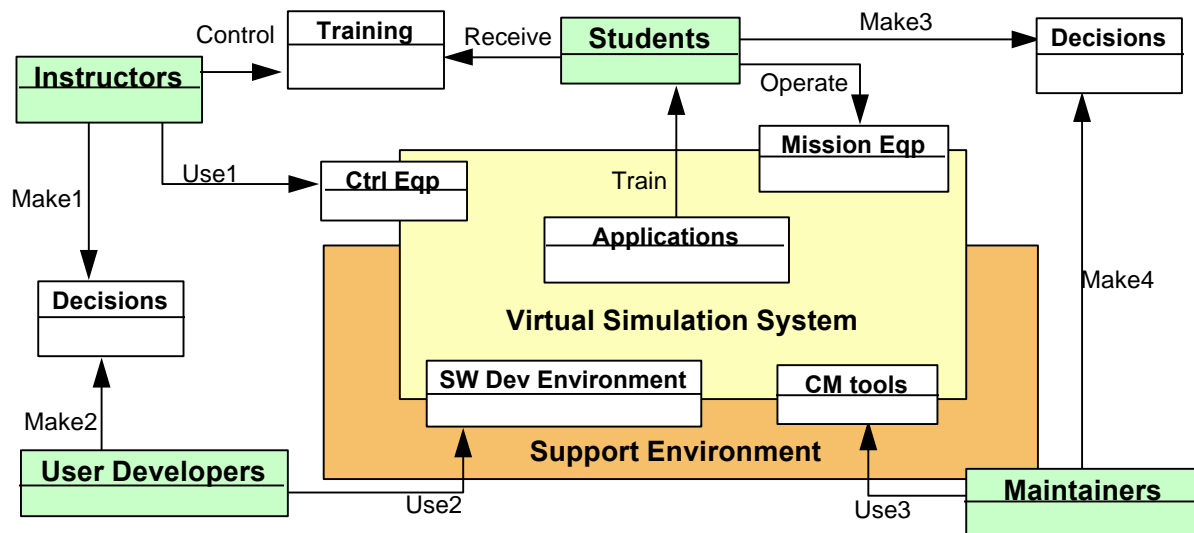 Control
Training
Receive
Students
Make3
Decisions
Instructors
Operate
Mission Eqp
Use1
Ctrl Eqp
Train
Make1
Applications
Decisions
Make4
Virtual Simulation System
SW Dev Environment
CM tools
Make2
Support Environment
User Developers
Use2
Use3
Maintainers